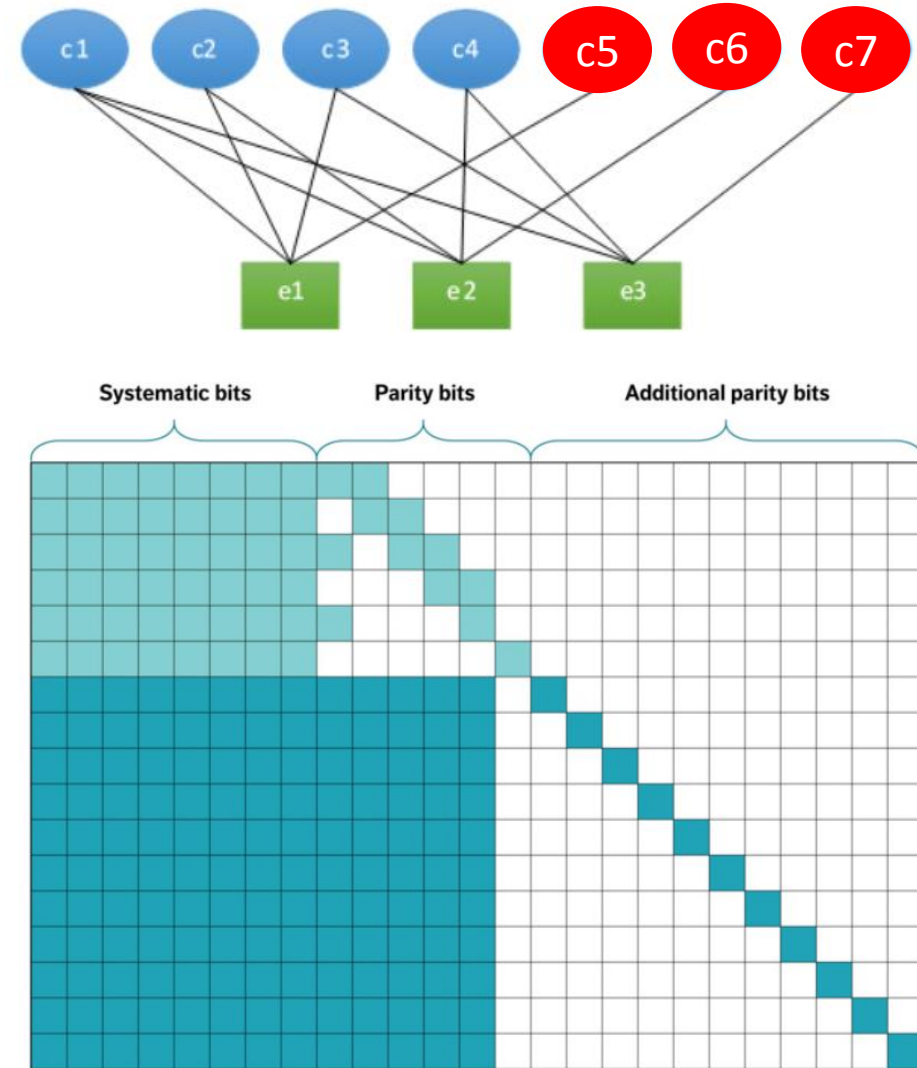 c1 c2 c3 c4 c5 c6 c7
e1 e2 e3
Systematic bits Parity bits Additional parity bits